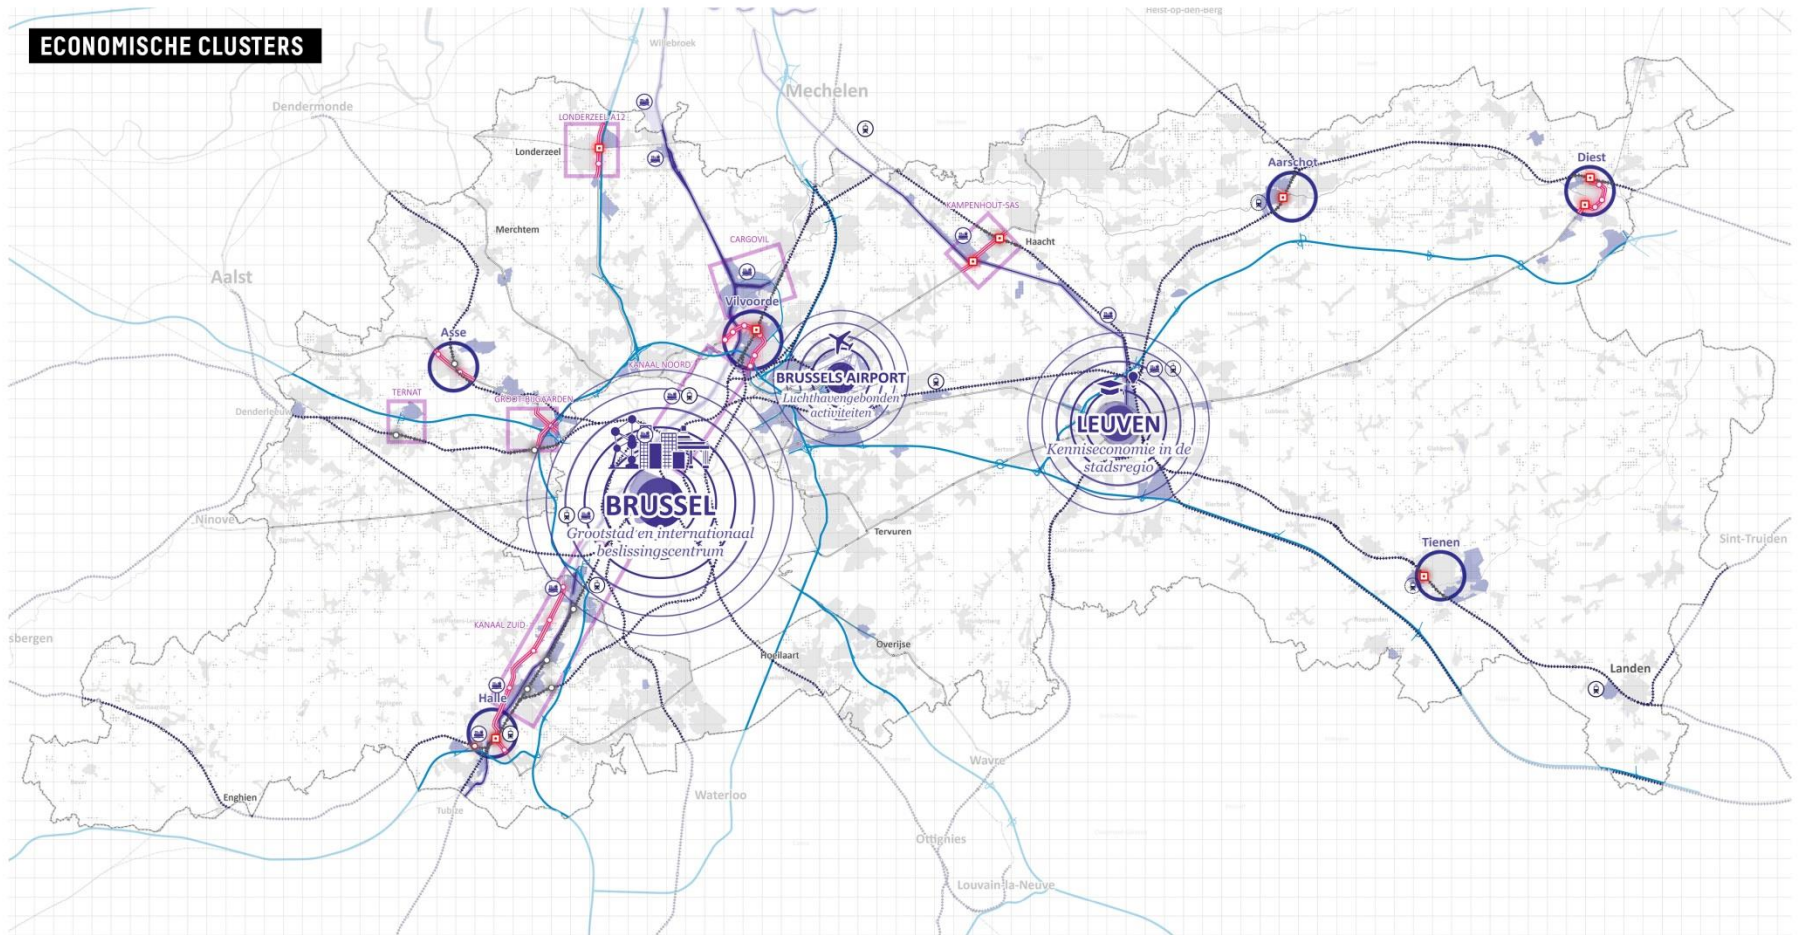 Heist-op-den-Berg
ECONOMISCHE CLUSTERS
Willebroek
Mechelen
Dendermonde
LONDERZEEL A12
Londerzeel
Aarschot
Diest
KAMPENHOUT-SAS
Merchtem
CARGOVIL
Haacht
Aalst
Vilvoorde
Asse
KANAAL NOORD
BRUSSELS AIRPORT
Luchthavengebonden
activiteiten
TERNAT
GROOT-BIJGAARDEN
Denderleeuw
LEUVEN
Kenniseconomie in de
stadsregio
BRUSSEL
Grootstad en internationaal
beslissingscentrum
Ninove
Tervuren
Tienen
Sint-Truiden
KANAAL ZUID
sbergen
Overijse
Hoeilaart
Landen
Halle
Wavre
Enghien
Waterloo
Tubize
Ottignies
Louvain-la-Neuve